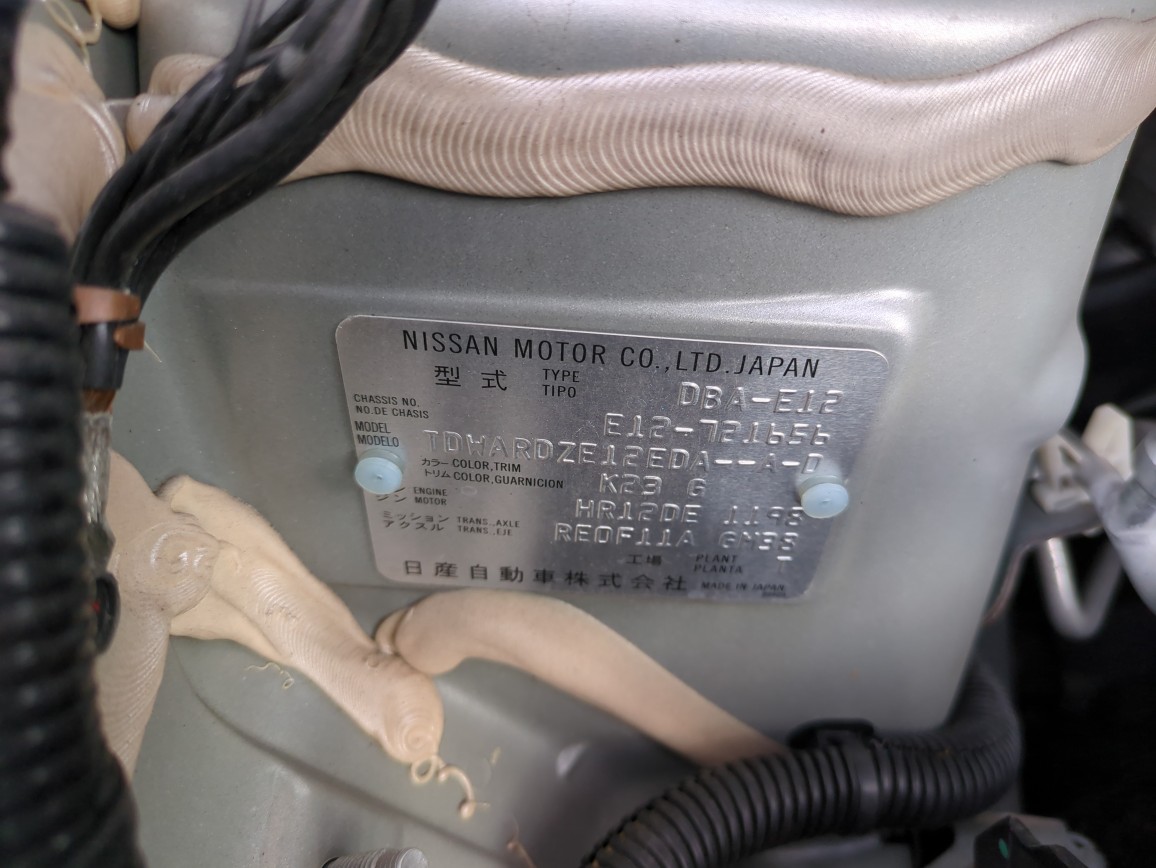 NISSAN MOTOR CO.,LTD.JAPAN
型式 TYPE TIPO DBA-E12
CHASSIS NO.
NO.DE CHASIS E12-721656
MODEL
MODELO TDWARDZE12EDA--A-D
カラー COLOR,TRIM
トリム COLOR,GUARNICION K23 G
ENGINE
MOTOR HR12DE 1198
ミッション TRANS.,AXLE
アクスル TRANS.,EJE RE0F11A GH38
工場 PLANT
PLANTA
日産自動車株式会社 MADE IN JAPAN